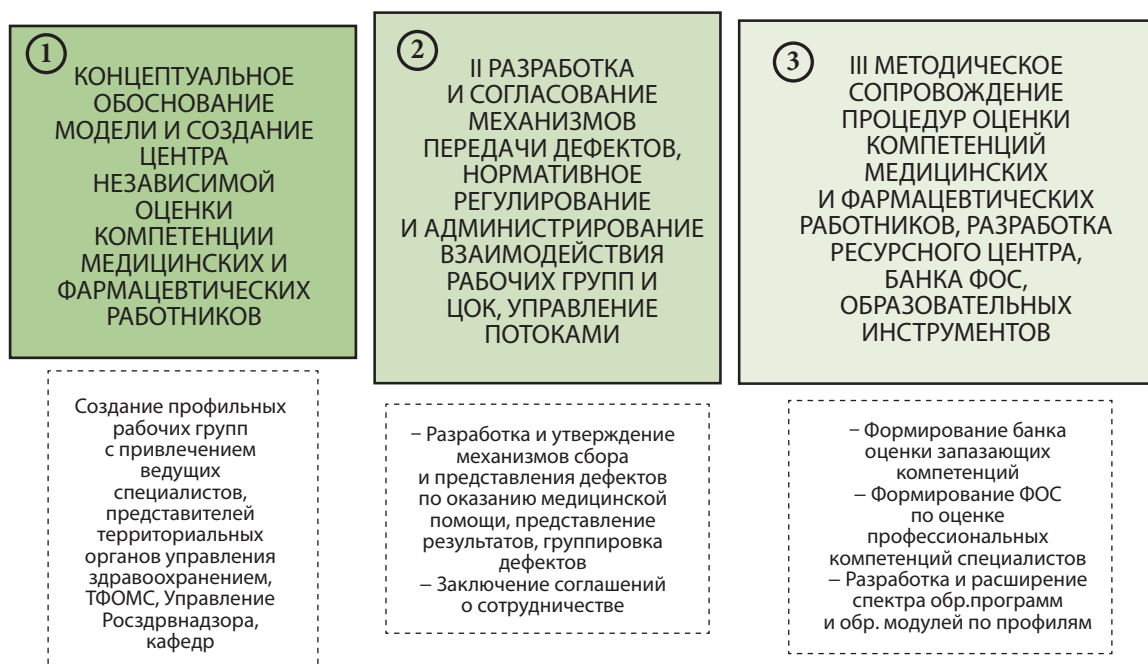 1
КОНЦЕПТУАЛЬНОЕ
ОБОСНОВАНИЕ
МОДЕЛИ И СОЗДАНИЕ
ЦЕНТРА
НЕЗАВИСИМОЙ
ОЦЕНКИ
КОМПЕТЕНЦИИ
МЕДИЦИНСКИХ И
ФАРМАЦЕВТИЧЕСКИХ
РАБОТНИКОВ
Создание профильных
рабочих групп
с привлечением
ведущих
специалистов,
представителей
территориальных
органов управления
здравоохранением,
ТФОМС, Управление
Росздрвнадзора,
кафедр
2
II РАЗРАБОТКА
И СОГЛАСОВАНИЕ
МЕХАНИЗМОВ
ПЕРЕДАЧИ ДЕФЕКТОВ,
НОРМАТИВНОЕ
РЕГУЛИРОВАНИЕ
И АДМИНИСТРИРОВАНИЕ
ВЗАИМОДЕЙСТВИЯ
РАБОЧИХ ГРУПП И
ЦОК, УПРАВЛЕНИЕ
ПОТОКАМИ
– Разработка и утверждение
механизмов сбора
и представления дефектов
по оказанию медицинской
помощи, представление
результатов, группировка
дефектов
– Заключение соглашений
о сотрудничестве
3
III МЕТОДИЧЕСКОЕ
СОПРОВОЖДЕНИЕ
ПРОЦЕДУР ОЦЕНКИ
КОМПЕТЕНЦИЙ
МЕДИЦИНСКИХ
И ФАРМАЦЕВТИЧЕСКИХ
РАБОТНИКОВ, РАЗРАБОТКА
РЕСУРСНОГО ЦЕНТРА,
БАНКА ФОС,
ОБРАЗОВАТЕЛЬНЫХ
ИНСТРУМЕНТОВ
– Формирование банка
оценки запазающих
компетенций
– Формирование ФОС
по оценке
профессиональных
компетенций специалистов
– Разработка и расширение
спектра обр.программ
и обр. модулей по профилям